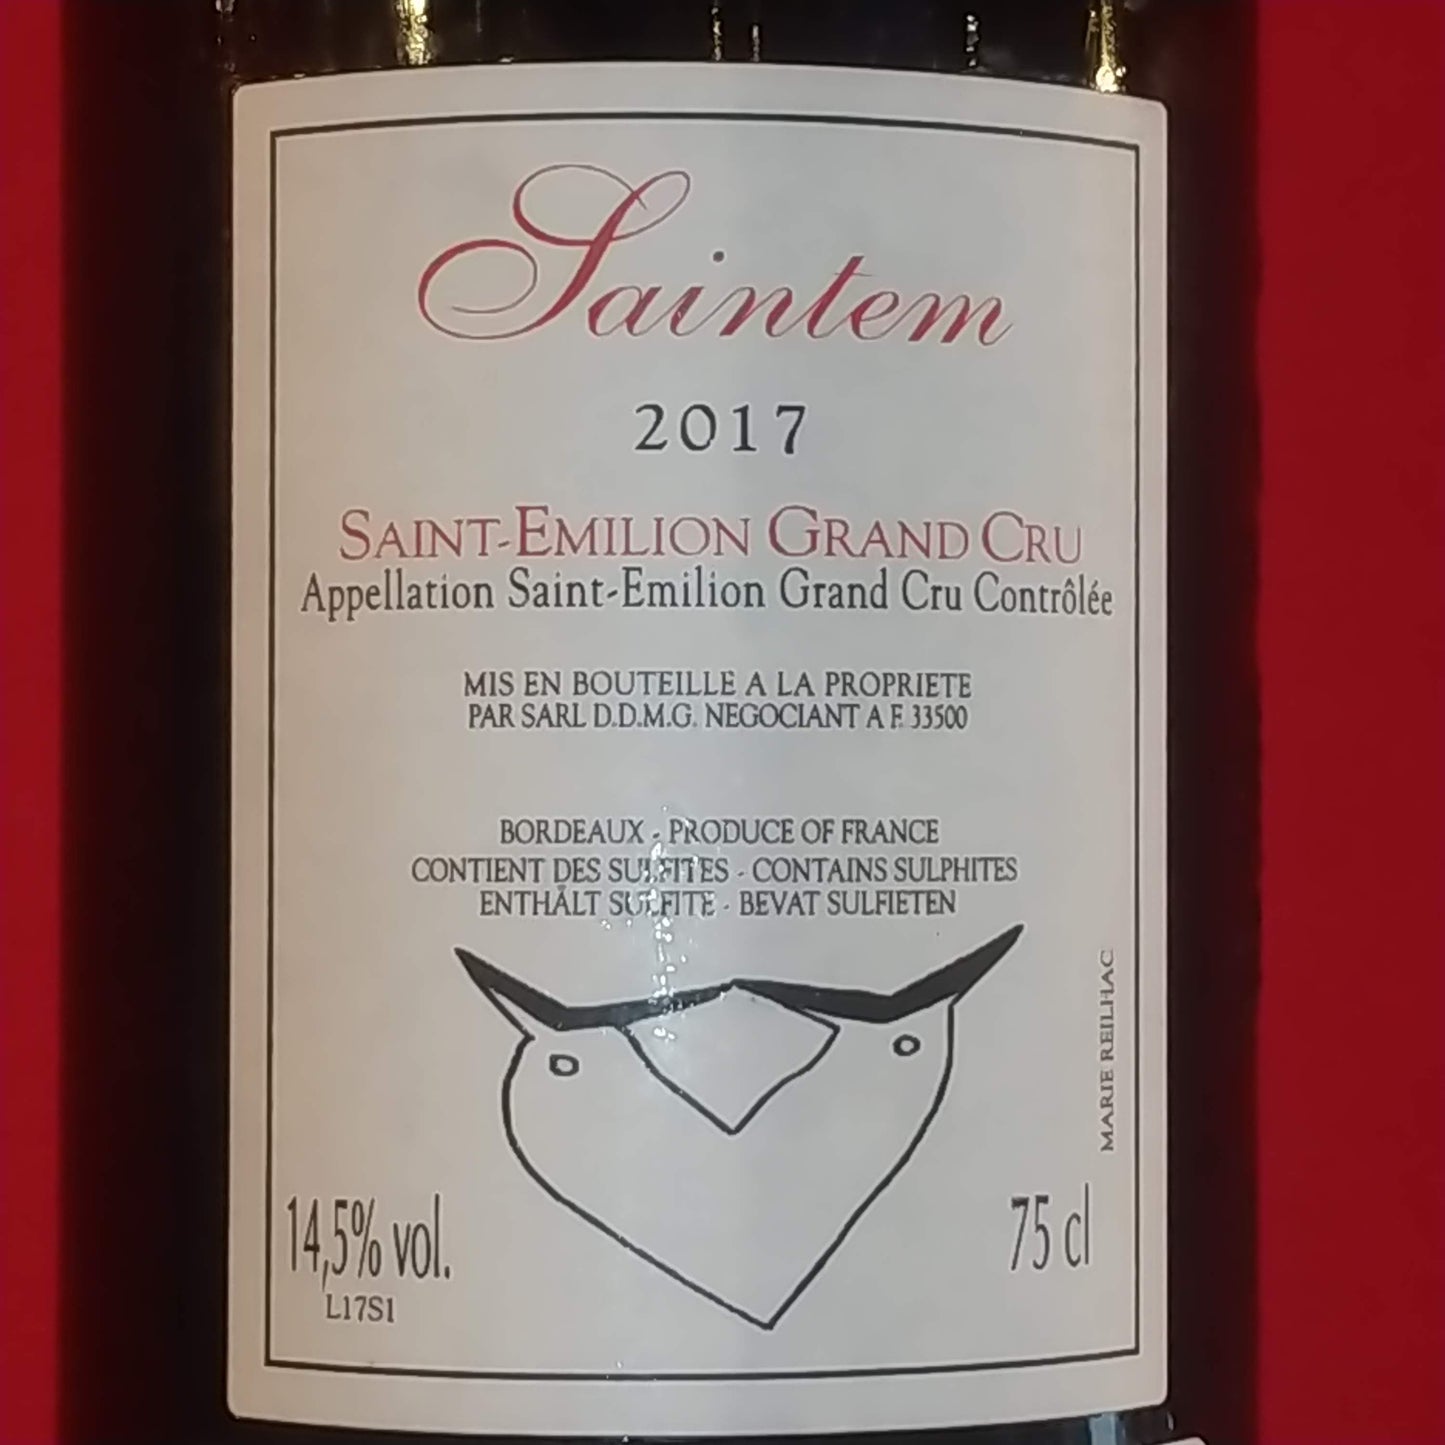 Saintem
2017
SAINT-EMILION GRAND CRU
Appellation Saint-Emilion Grand Cru Contrôlée
MIS EN BOUTEILLE A LA PROPRIETE
PAR SARL D.D.M.G. NEGOCIANT A F. 33500
BORDEAUX - PRODUCE OF FRANCE
CONTIENT DES SULFITES - CONTAINS SULPHITES
ENTHÄLT SULFITE - BEVAT SULFIETEN
MARIE REILHAC
14,5% vol.
75 cl
L17S1